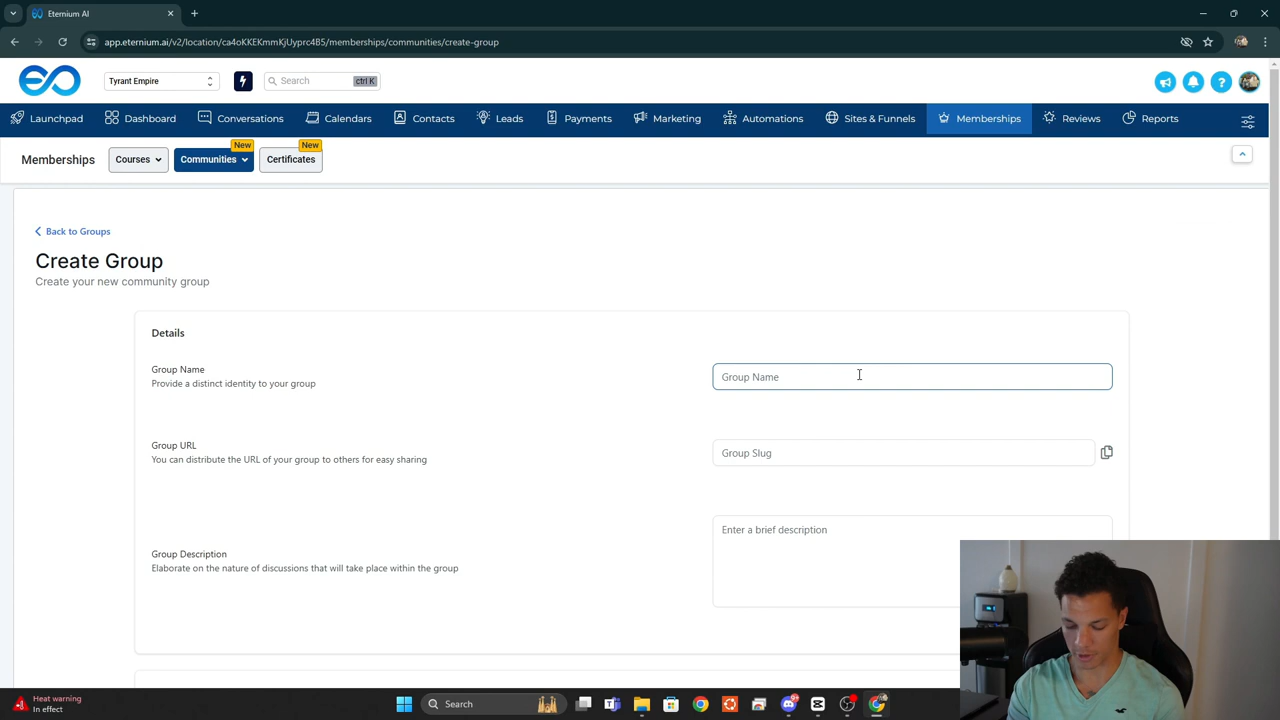 Eternium AI
app.eternium.ai/v2/location/ca4oKKEKmmKjUyprc4B5/memberships/communities/create-group
Tyrant Empire
Search
ctrl K
Launchpad
Dashboard
Conversations
Calendars
Contacts
Leads
Payments
Marketing
Automations
Sites & Funnels
Memberships
Reviews
Reports
Memberships
Courses
Communities
New
Certificates
New
Back to Groups
Create Group
Create your new community group
Details
Group Name
Provide a distinct identity to your group
Group Name
Group URL
You can distribute the URL of your group to others for easy sharing
Group Slug
Group Description
Elaborate on the nature of discussions that will take place within the group
Enter a brief description
Heat warning
In effect
Search